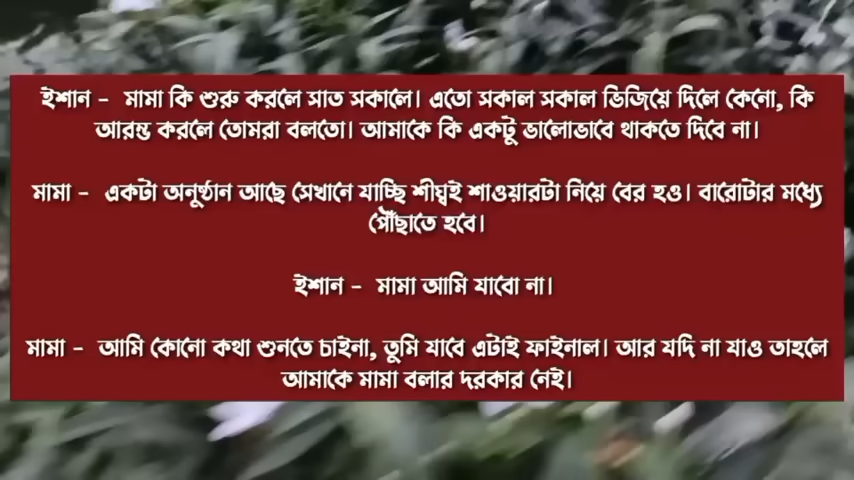 ইশান - মামা কি শুরু করলে সাত সকালে। এতো সকাল সকাল ভিজিয়ে দিলে কেনো, কি
আরম্ভ করলে তোমরা বলতো। আমাকে কি একটু ভালোভাবে থাকতে দিবে না।
মামা - একটা অনুষ্ঠান আছে সেখানে যাচ্ছি শীঘ্রই শাওয়ারটা নিয়ে বের হও। বারোটার মধ্যে
পৌঁছাতে হবে।
ইশান - মামা আমি যাবো না।
মামা - আমি কোনো কথা শুনতে চাইনা, তুমি যাবে এটাই ফাইনাল। আর যদি না যাও তাহলে
আমাকে মামা বলার দরকার নেই।